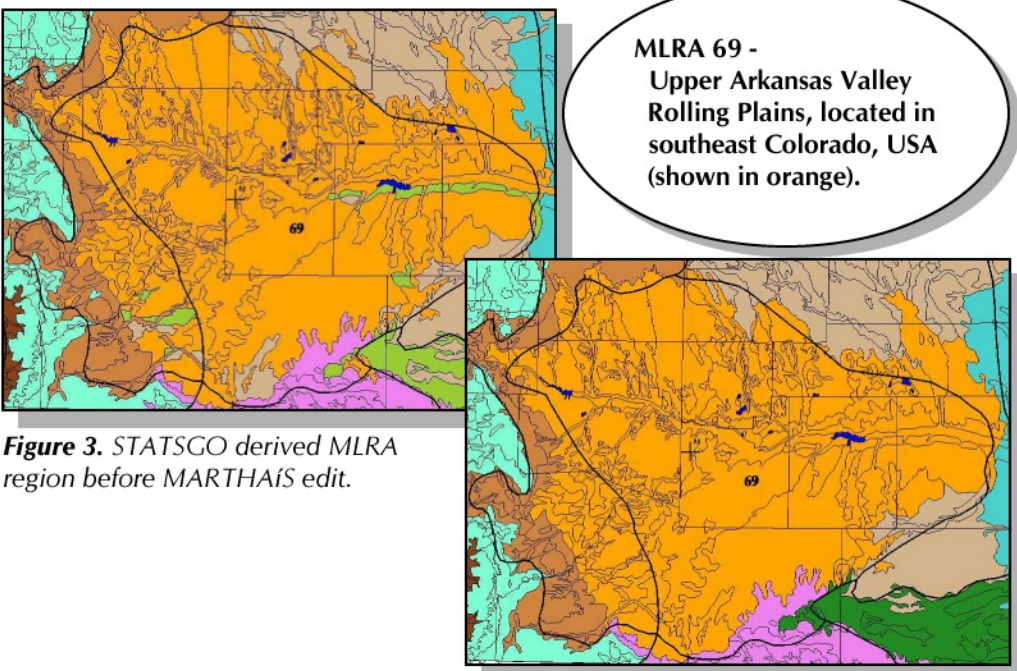 MLRA 69 -
Upper Arkansas Valley
Rolling Plains, located in
southeast Colorado, USA
(shown in orange).
69
Figure 3. STATSGO derived MLRA
region before MARTHAíS edit.
69